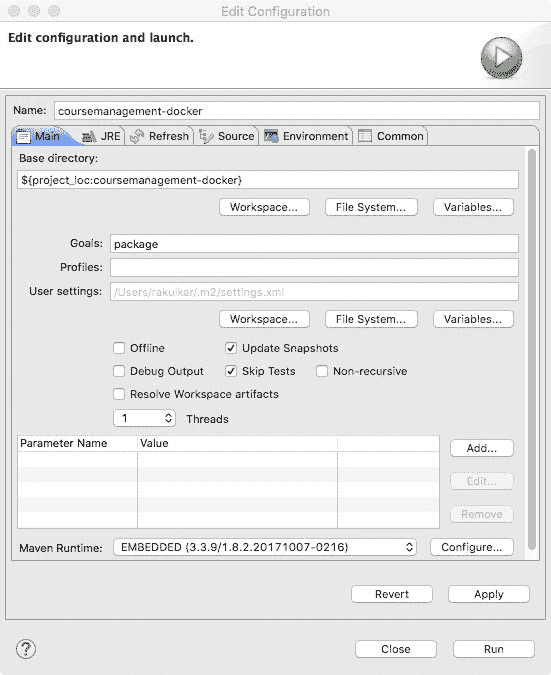 Edit Configuration
Edit configuration and launch.
Name: coursemanagement-docker
Main JRE Refresh Source Environment Common
Base directory:
${project_loc:coursemanagement-docker}
Workspace... File System... Variables...
Goals: package
Profiles:
User settings: /Users/rakulkar/.m2/settings.xml
Workspace... File System... Variables...
Offline Update Snapshots
Debug Output Skip Tests Non-recursive
Resolve Workspace artifacts
1 Threads
Parameter Name Value
Add...
Edit...
Remove
Maven Runtime: EMBEDDED (3.3.9/1.8.2.20171007-0216) Configure...
Revert Apply
? Close Run